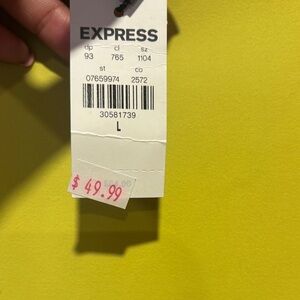 EXPRESS
dp cl sz
93 765 1104
st co
07659974 2572
30581739
L
$ 49.99